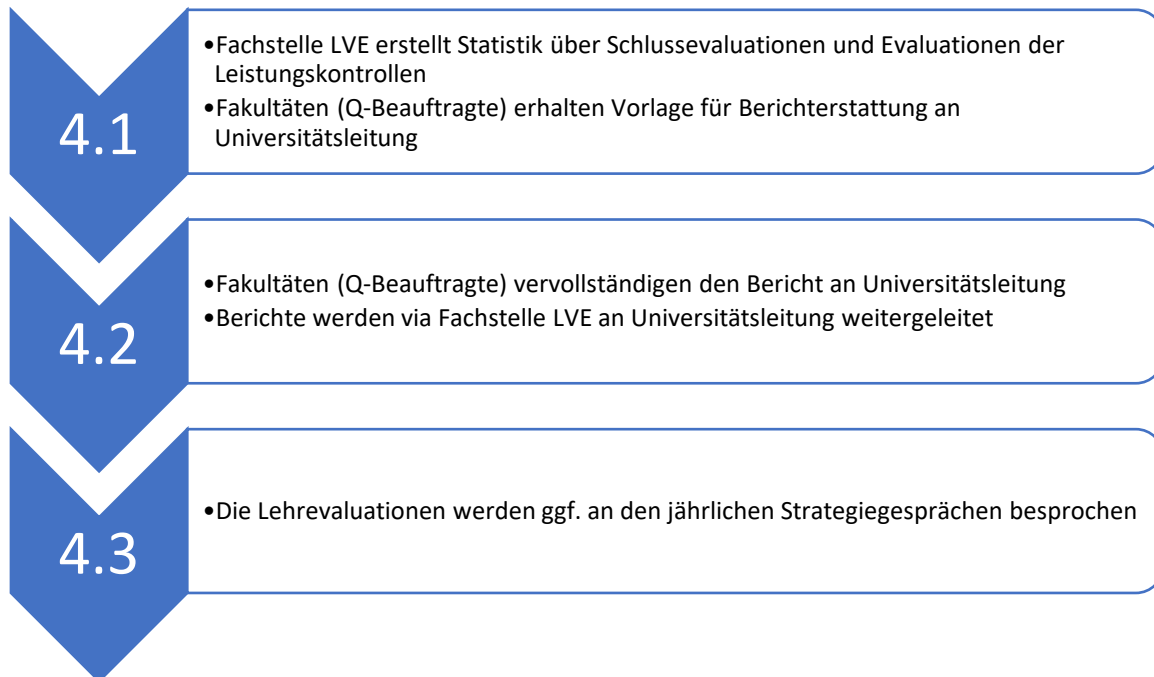 4.1
•Fachstelle LVE erstellt Statistik über Schlussevaluationen und Evaluationen der
Leistungskontrollen
•Fakultäten (Q-Beauftragte) erhalten Vorlage für Berichterstattung an
Universitätsleitung
4.2
•Fakultäten (Q-Beauftragte) vervollständigen den Bericht an Universitätsleitung
•Berichte werden via Fachstelle LVE an Universitätsleitung weitergeleitet
4.3
•Die Lehrevaluationen werden ggf. an den jährlichen Strategiegesprächen besprochen